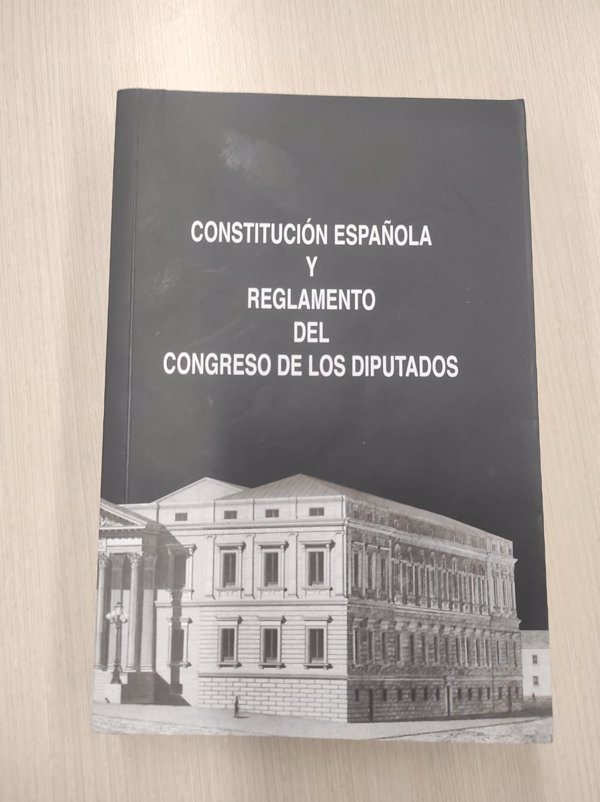 CONSTITUCIÓN ESPAÑOLA
Y
REGLAMENTO
DEL
CONGRESO DE LOS DIPUTADOS